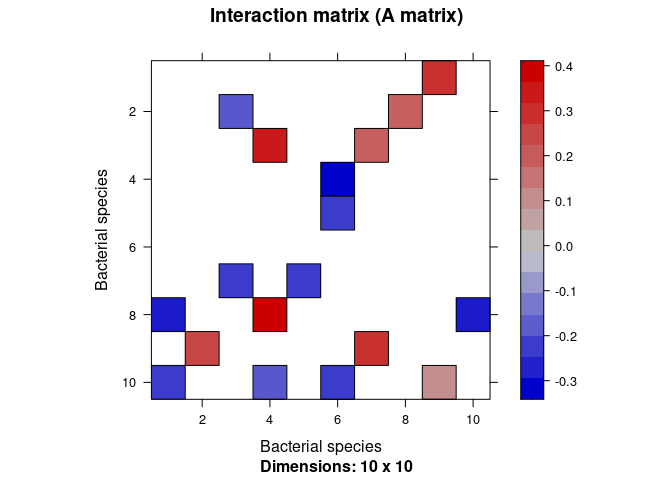 Interaction matrix (A matrix)
0.4
0.3
0.2
0.1
0.0
-0.1
-0.2
-0.3
2
4
6
8
10
Bacterial species
2 4 6 8 10
Bacterial species
Dimensions: 10 x 10